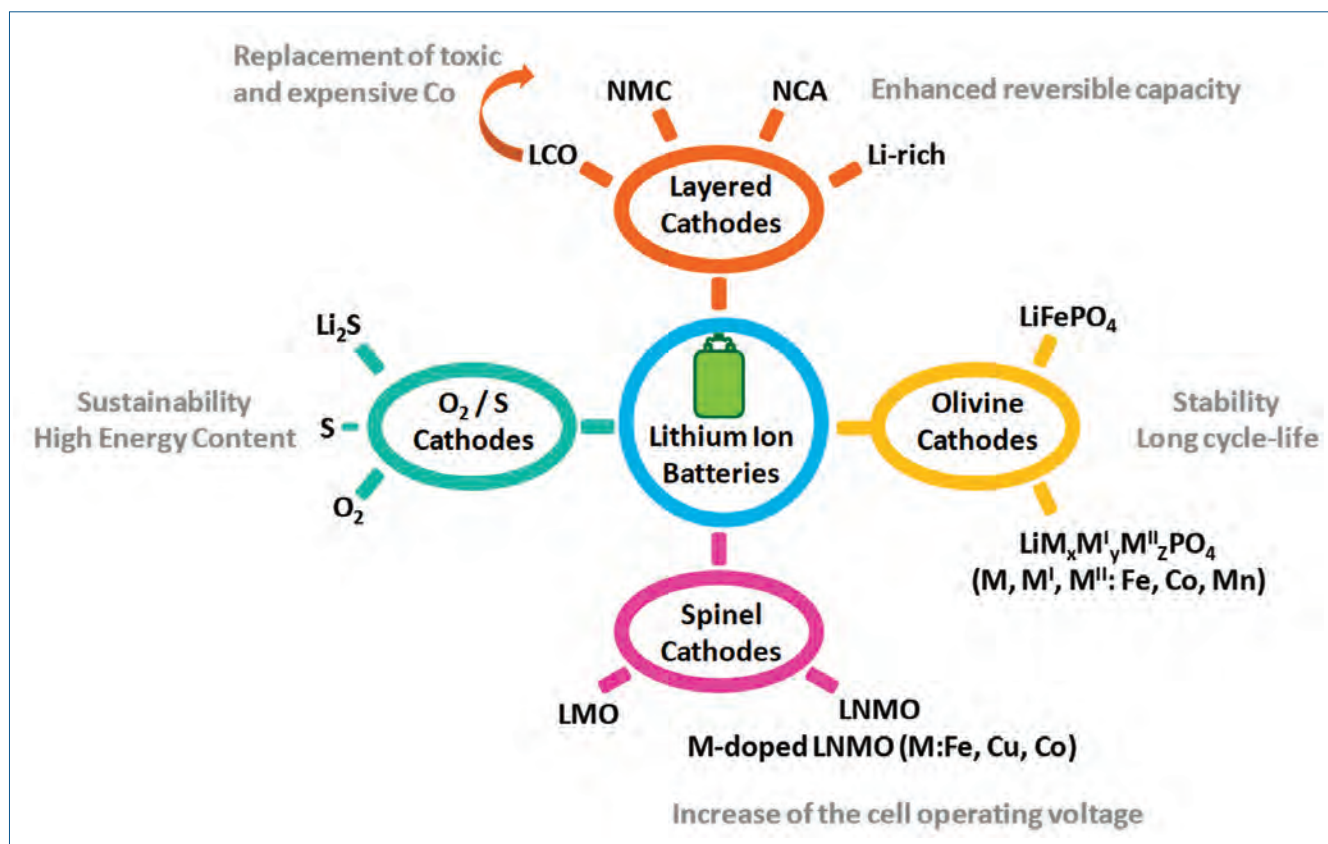 Replacement of toxic
and expensive Co
NMC
NCA
Enhanced reversible capacity
LCO
Li-rich
Layered
Cathodes
Li₂S
LiFePO₄
Sustainability
High Energy Content
S
O₂ / S
Cathodes
Lithium Ion
Batteries
Olivine
Cathodes
Stability
Long cycle-life
O₂
LiMₓMᴵᵧMᴵᴵ_ZPO₄
(M, Mᴵ, Mᴵᴵ: Fe, Co, Mn)
Spinel
Cathodes
LMO
LNMO
M-doped LNMO (M:Fe, Cu, Co)
Increase of the cell operating voltage